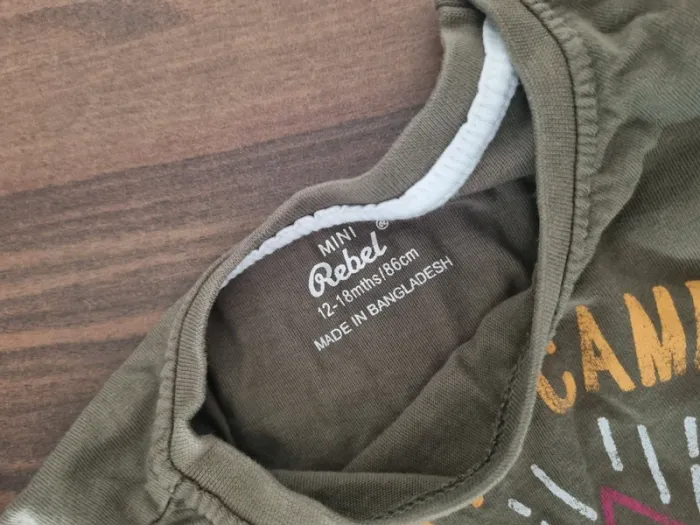 MINI
Rebel®
12-18mths/86cm
MADE IN BANGLADESH
CAM